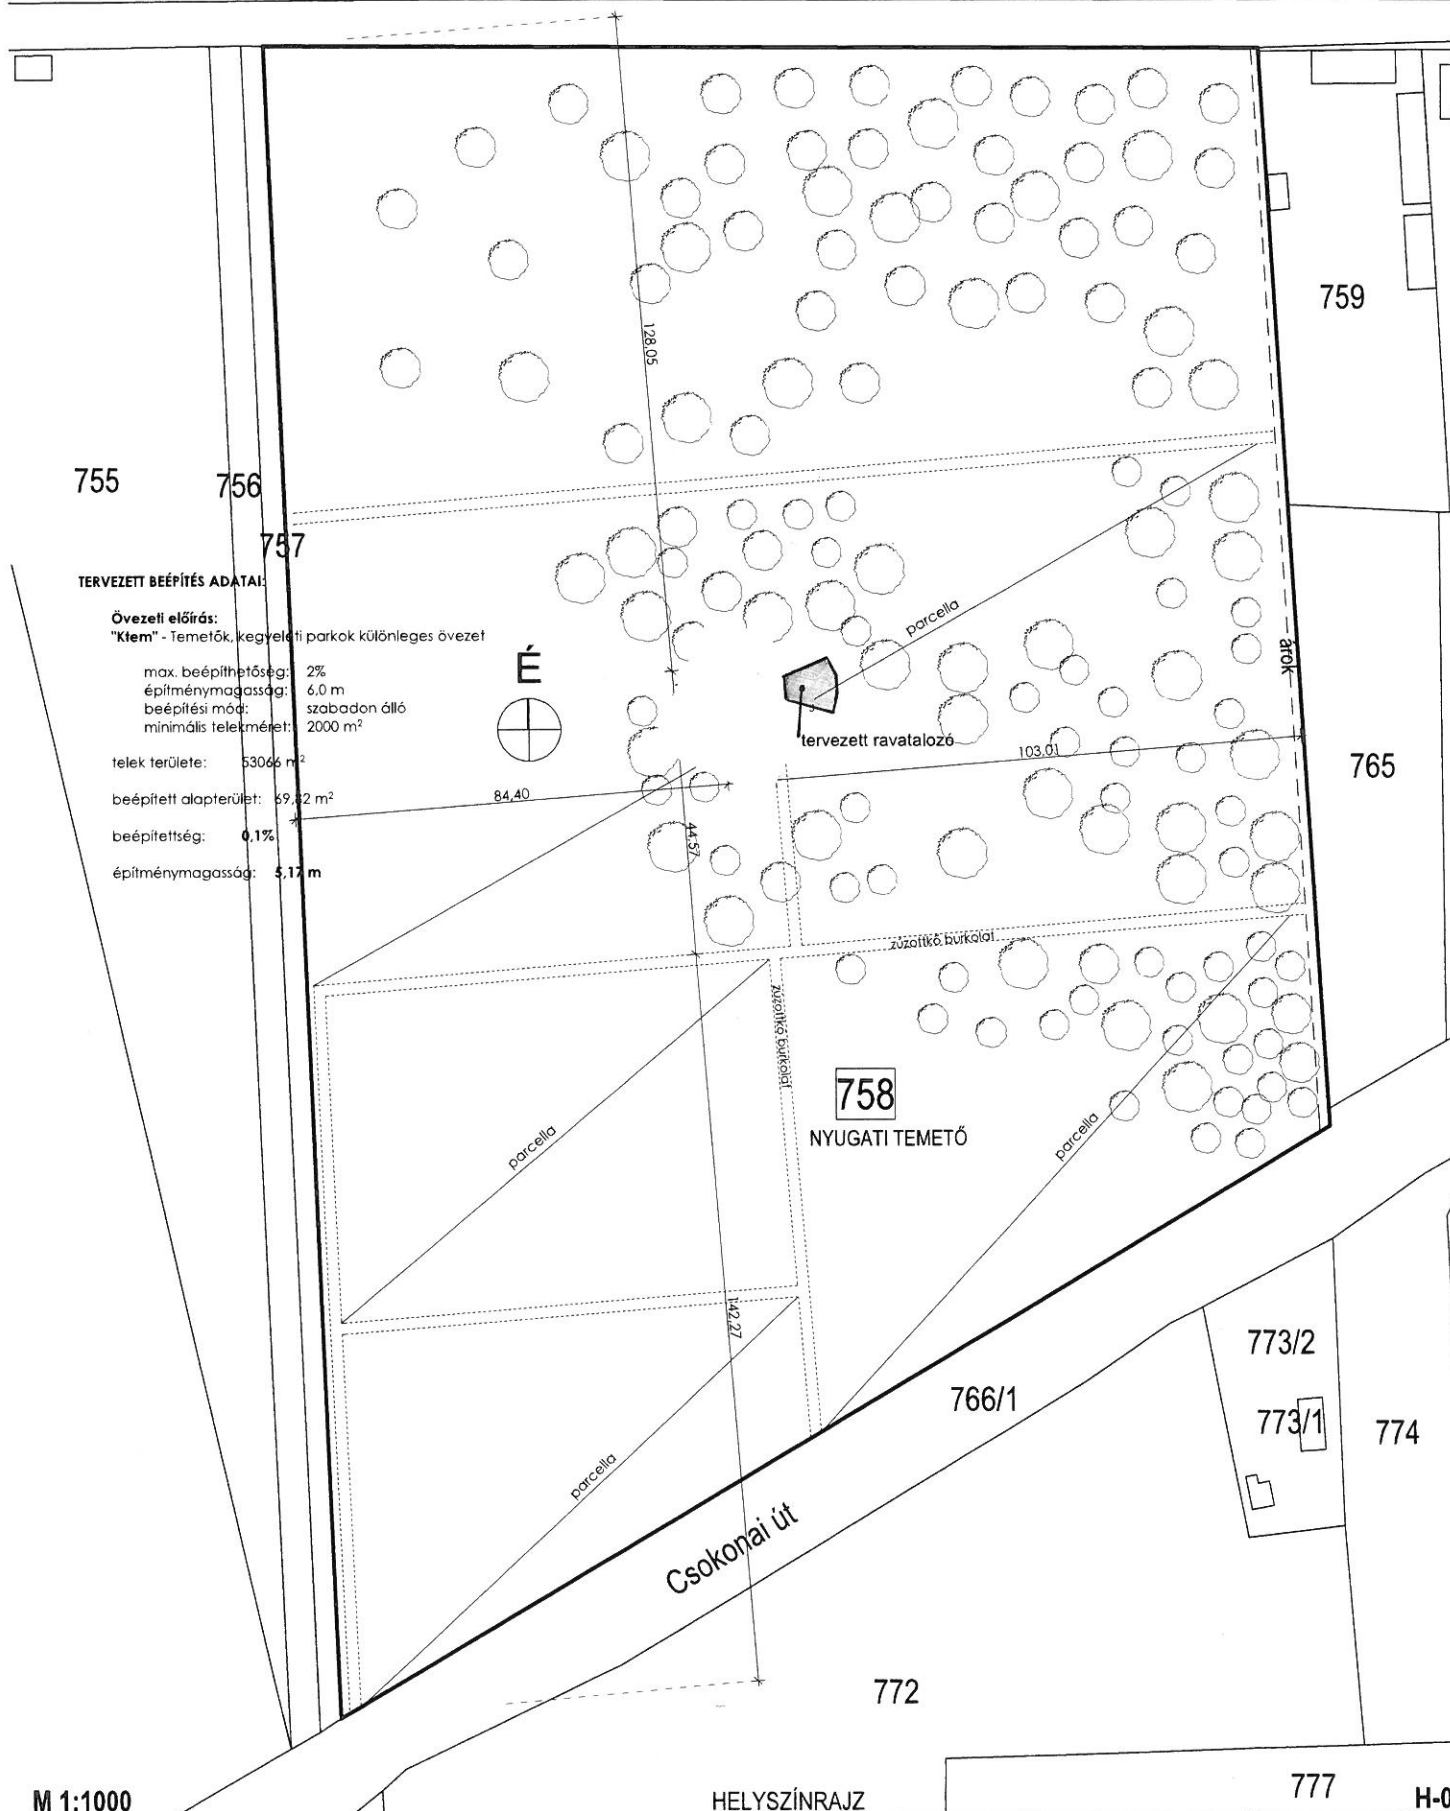 128,05
759
755
756
757
TERVEZETT BEÉPÍTÉS ADATAI:
Övezeti előírás:
"Ktem" - Temetők, kegyeleti parkok különleges övezet
max. beépíthetőség: 2%
építménymagasság: 6,0 m
beépítési mód: szabadon álló
minimális telekméret: 2000 m²
telek területe: 53066 m²
beépített alapterület: 69,82 m²
beépítettség: 0,1%
építménymagasság: 5,17 m
É
parcella
árok
tervezett ravatalozó
103,01
765
84,40
44,57
zúzottkő burkolat
zúzottkő burkolat
758
NYUGATI TEMETŐ
parcella
parcella
142,27
773/2
766/1
773/1
774
parcella
Csokonai út
772
777
M 1:1000
HELYSZÍNRAJZ